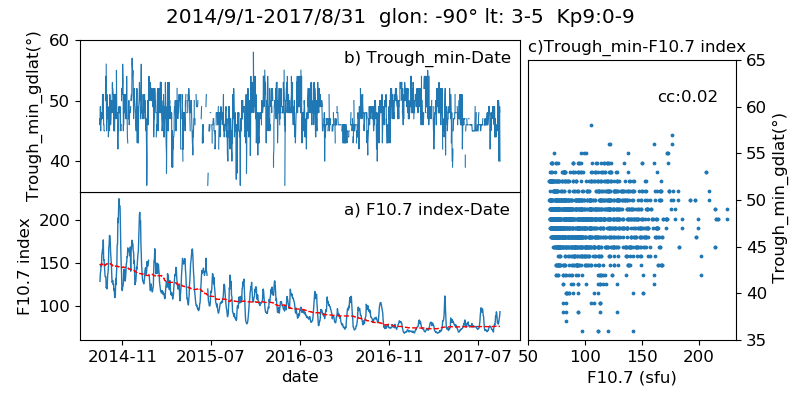 2014/9/1-2017/8/31 glon: -90° lt: 3-5 Kp9:0-9
b) Trough_min-Date
Trough_min_gdlat(°)
60
50
40
a) F10.7 index-Date
F10.7 index
200
150
100
2014-11 2015-07 2016-03 2016-11 2017-07
date
c)Trough_min-F10.7 index
cc:0.02
65
60
55
50
45
40
35
Trough_min_gdlat(°)
50 100 150 200
F10.7 (sfu)